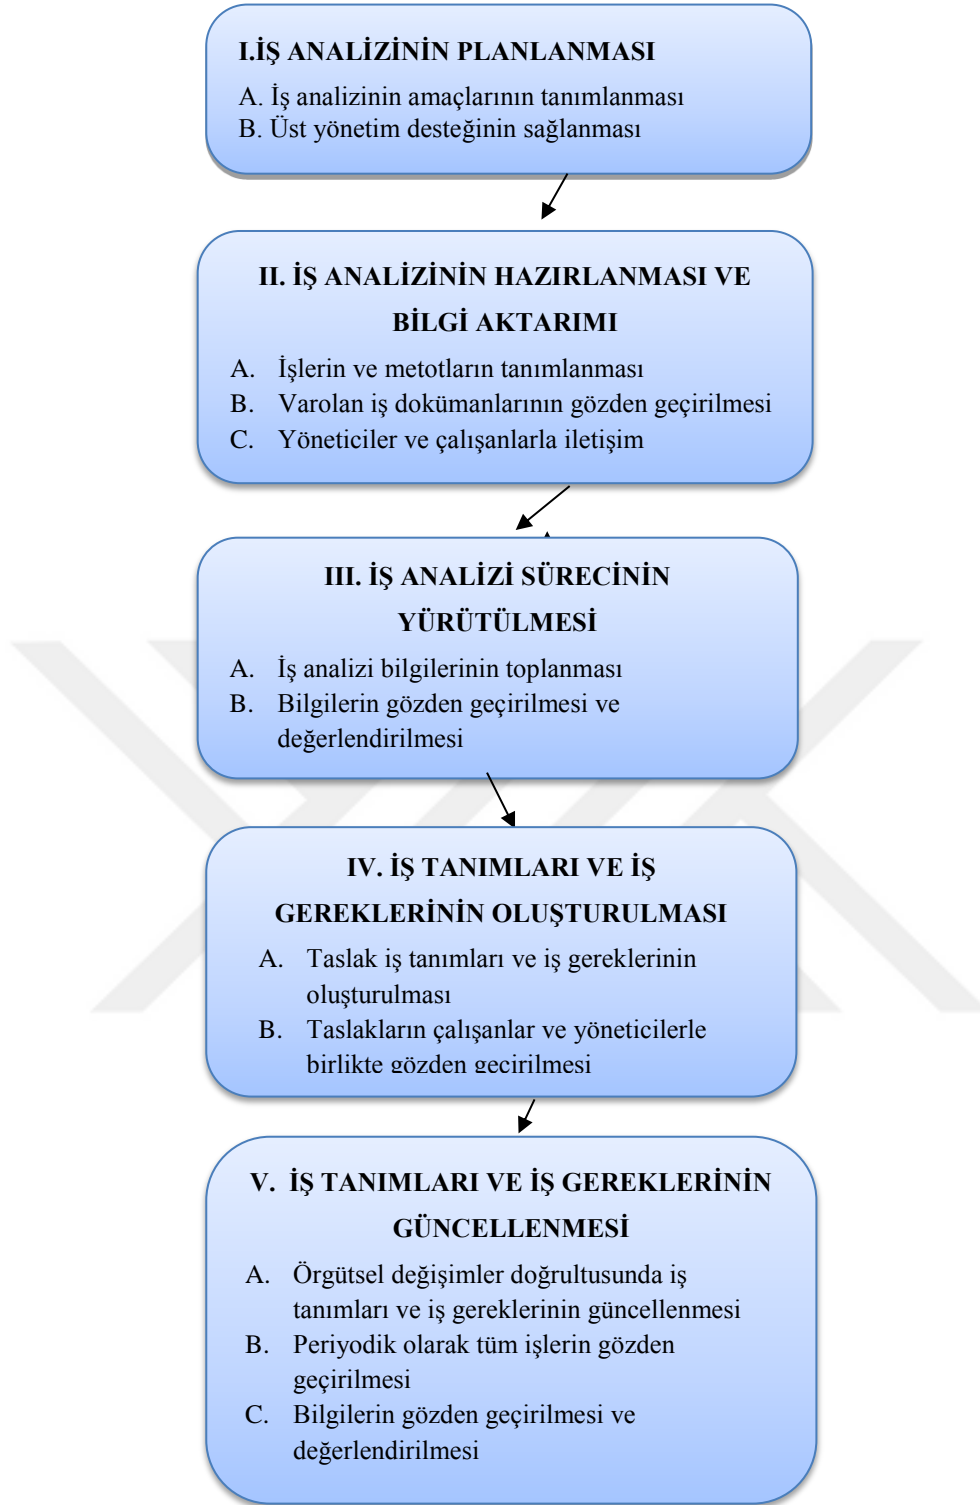 I.İŞ ANALİZİNİN PLANLANMASI
A. İş analizinin amaçlarının tanımlanması
B. Üst yönetim desteğinin sağlanması
II. İŞ ANALİZİNİN HAZIRLANMASI VE
BİLGİ AKTARIMI
A. İşlerin ve metotların tanımlanması
B. Varolan iş dokümanlarının gözden geçirilmesi
C. Yöneticiler ve çalışanlarla iletişim
III. İŞ ANALİZİ SÜRECİNİN
YÜRÜTÜLMESİ
A. İş analizi bilgilerinin toplanması
B. Bilgilerin gözden geçirilmesi ve
değerlendirilmesi
IV. İŞ TANIMLARI VE İŞ
GEREKLERİNİN OLUŞTURULMASI
A. Taslak iş tanımları ve iş gereklerinin
oluşturulması
B. Taslakların çalışanlar ve yöneticilerle
birlikte gözden geçirilmesi
V. İŞ TANIMLARI VE İŞ GEREKLERİNİN
GÜNCELLENMESİ
A. Örgütsel değişimler doğrultusunda iş
tanımları ve iş gereklerinin güncellenmesi
B. Periyodik olarak tüm işlerin gözden
geçirilmesi
C. Bilgilerin gözden geçirilmesi ve
değerlendirilmesi